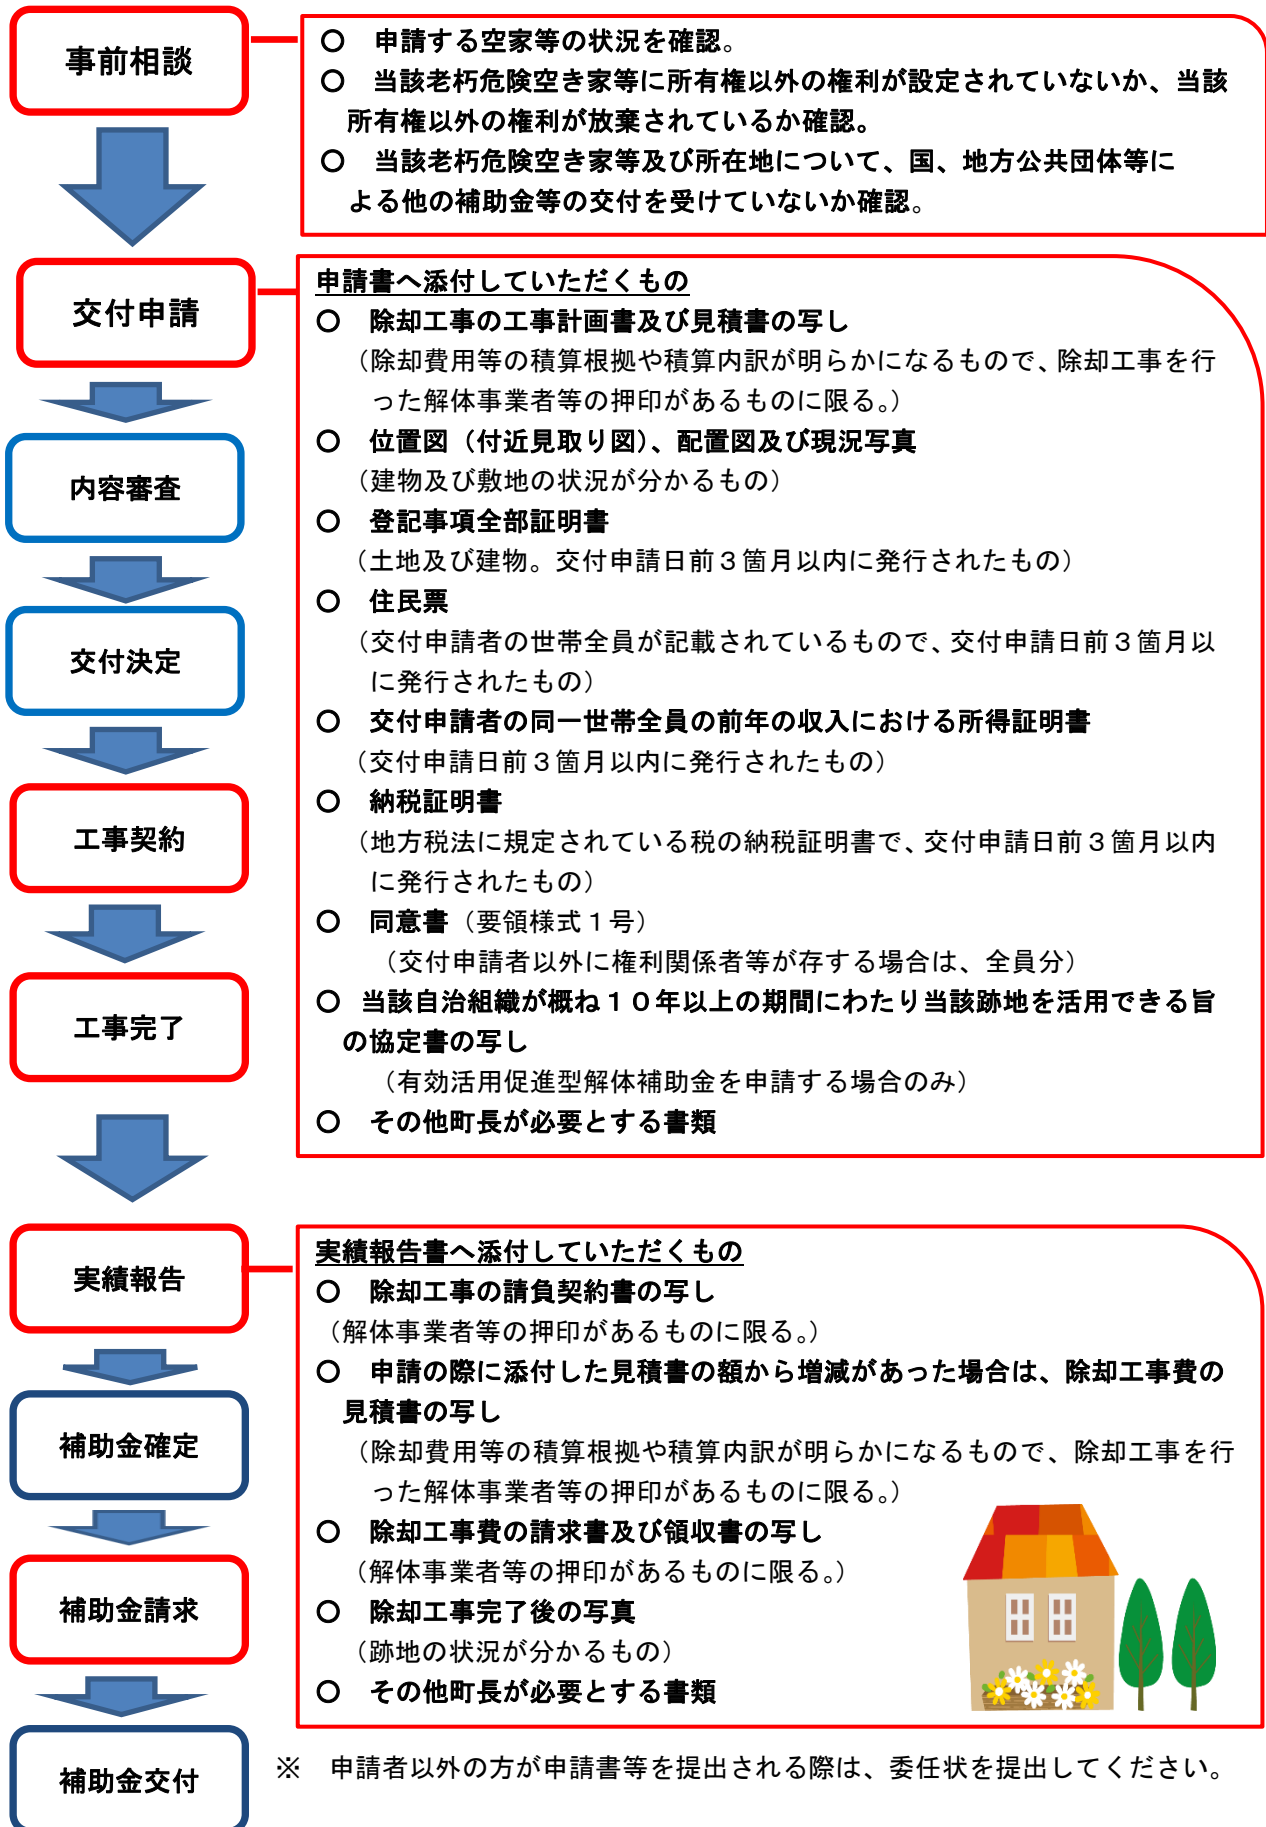 事前相談
○　申請する空家等の状況を確認。
○　当該老朽危険空き家等に所有権以外の権利が設定されていないか、当該
所有権以外の権利が放棄されているか確認。
○　当該老朽危険空き家等及び所在地について、国、地方公共団体等に
よる他の補助金等の交付を受けていないか確認。
交付申請
申請書へ添付していただくもの
○　除却工事の工事計画書及び見積書の写し
（除却費用等の積算根拠や積算内訳が明らかになるもので、除却工事を行
った解体事業者等の押印があるものに限る。）
○　位置図（付近見取り図）、配置図及び現況写真
（建物及び敷地の状況が分かるもの）
○　登記事項全部証明書
（土地及び建物。交付申請日前３箇月以内に発行されたもの）
○　住民票
（交付申請者の世帯全員が記載されているもので、交付申請日前３箇月以
に発行されたもの）
○　交付申請者の同一世帯全員の前年の収入における所得証明書
（交付申請日前３箇月以内に発行されたもの）
○　納税証明書
（地方税法に規定されている税の納税証明書で、交付申請日前３箇月以内
に発行されたもの）
○　同意書（要領様式１号）
（交付申請者以外に権利関係者等が存する場合は、全員分）
○ 当該自治組織が概ね１０年以上の期間にわたり当該跡地を活用できる旨
の協定書の写し
（有効活用促進型解体補助金を申請する場合のみ）
○　その他町長が必要とする書類
内容審査
交付決定
工事契約
工事完了
実績報告
実績報告書へ添付していただくもの
○　除却工事の請負契約書の写し
（解体事業者等の押印があるものに限る。）
○　申請の際に添付した見積書の額から増減があった場合は、除却工事費の
見積書の写し
（除却費用等の積算根拠や積算内訳が明らかになるもので、除却工事を行
った解体事業者等の押印があるものに限る。）
○　除却工事費の請求書及び領収書の写し
（解体事業者等の押印があるものに限る。）
○　除却工事完了後の写真
（跡地の状況が分かるもの）
○　その他町長が必要とする書類
補助金確定
補助金請求
補助金交付
※　申請者以外の方が申請書等を提出される際は、委任状を提出してください。